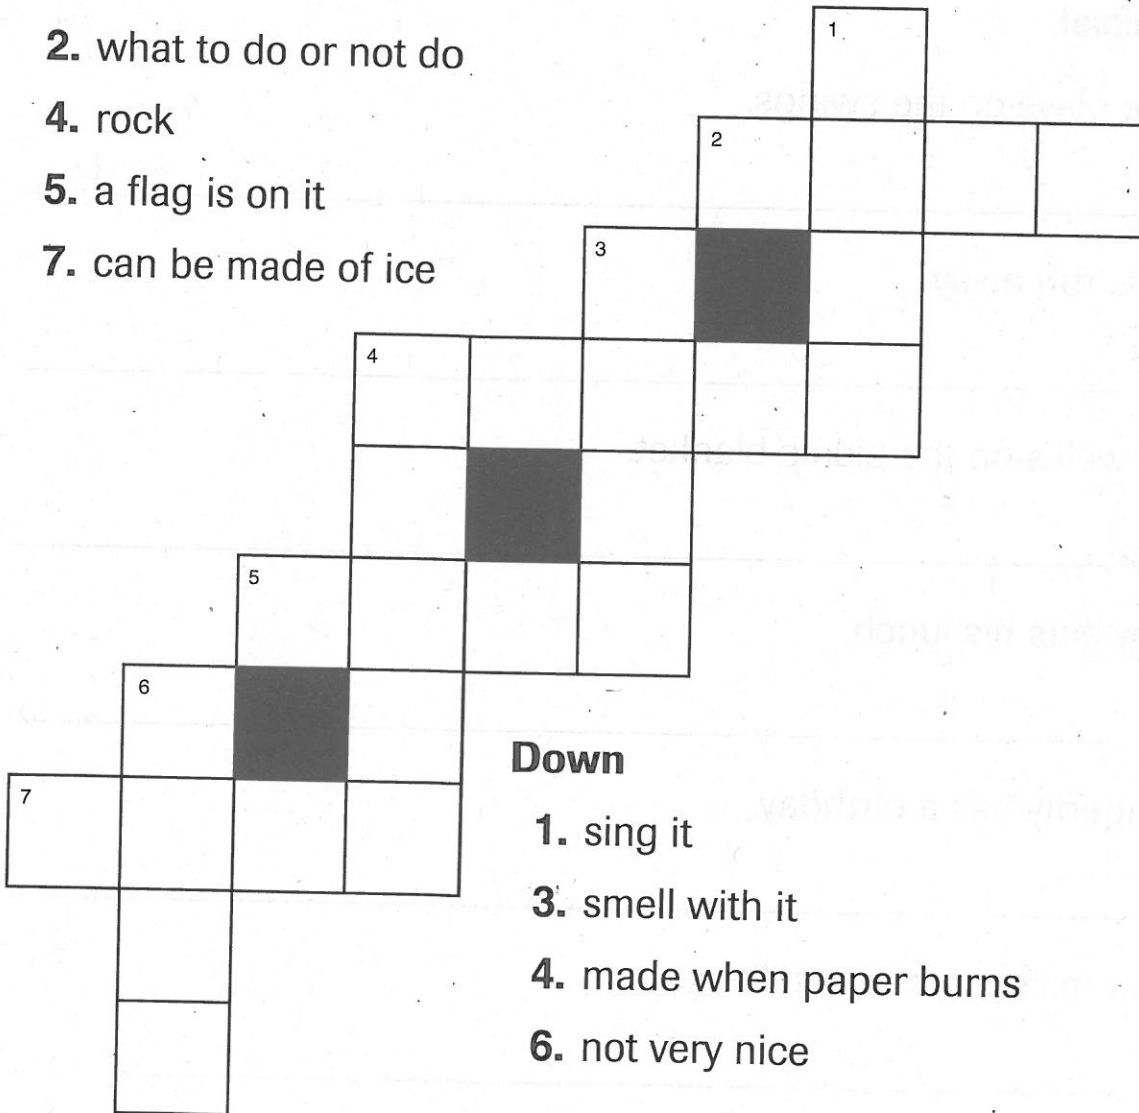 2. what to do or not do
4. rock
5. a flag is on it
7. can be made of ice
1
2
3
4
5
6
7
Down
1. sing it
3. smell with it
4. made when paper burns
6. not very nice